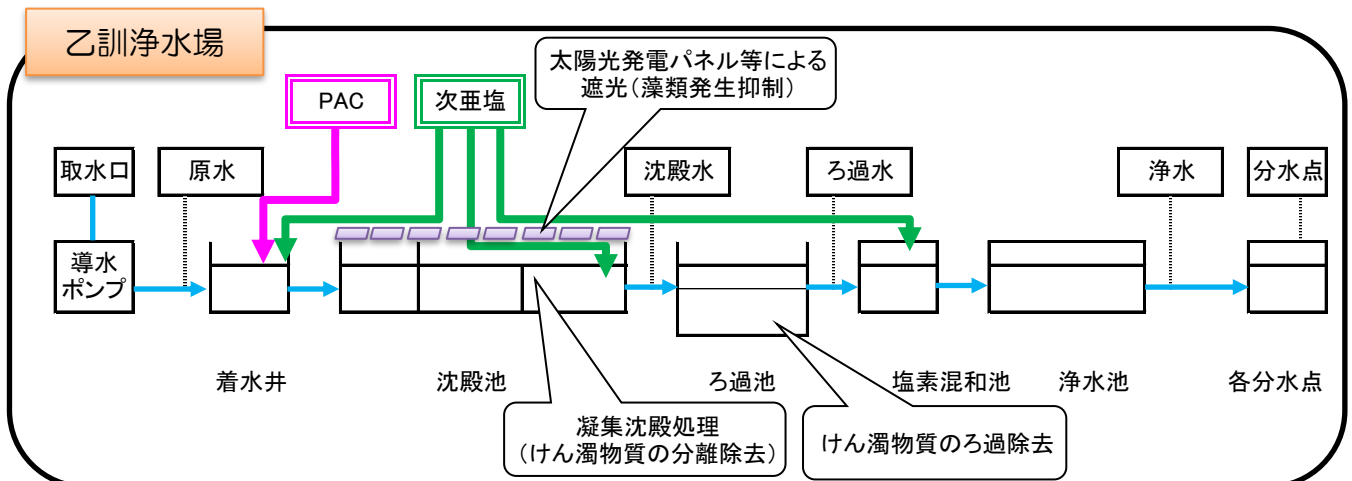 乙訓浄水場
太陽光発電パネル等による
遮光(藻類発生抑制)
PAC
次亜塩
取水口
原水
沈殿水
ろ過水
浄水
分水点
導水
ポンプ
着水井
沈殿池
ろ過池
塩素混和池
浄水池
各分水点
凝集沈殿処理
(けん濁物質の分離除去)
けん濁物質のろ過除去